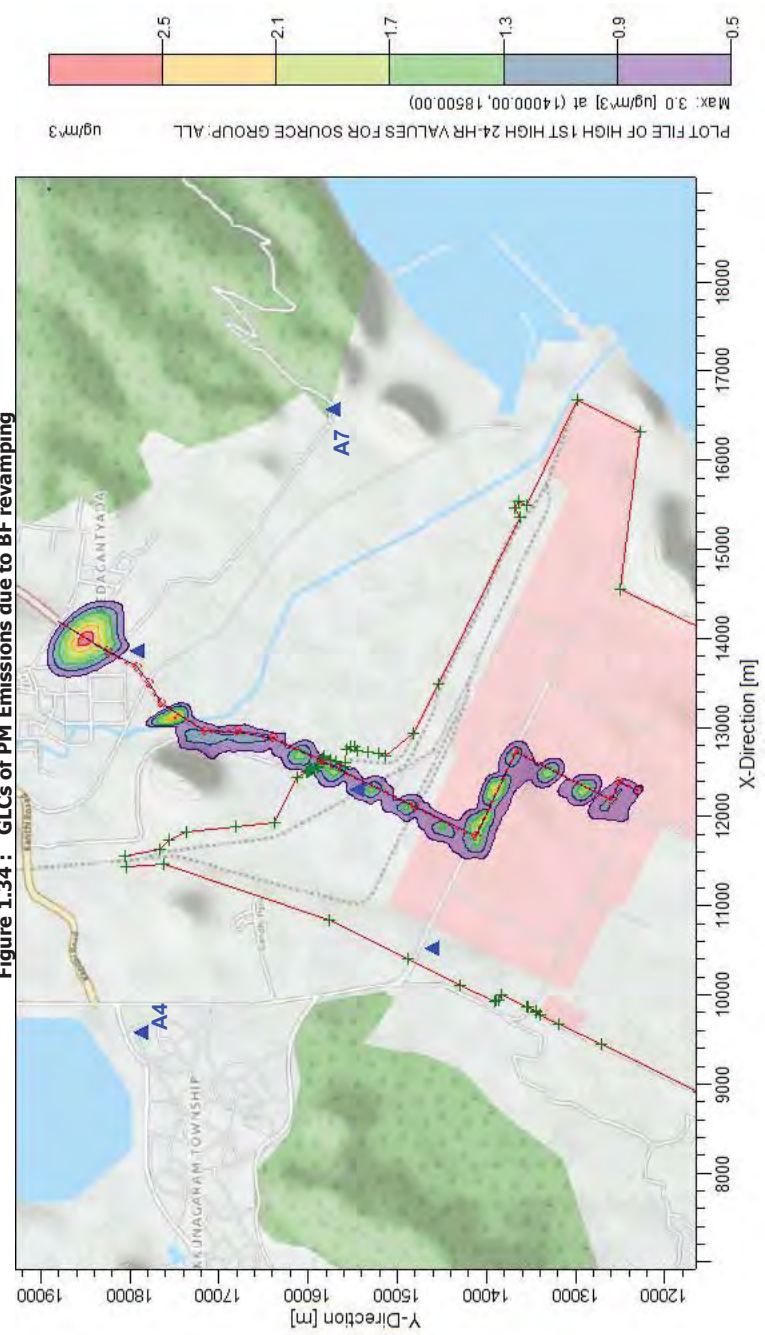 Figure 1.34 : GLCs of PM Emissions due to BF revamping
Y-Direction [m]
19000
18000
17000
16000
15000
14000
13000
12000
KKUNAGARAM TOWNSHIP
A4
EDAGANTYADA
A7
8000
9000
10000
11000
12000
13000
14000
15000
16000
17000
18000
X-Direction [m]
PLOT FILE OF HIGH 1ST HIGH 24-HR VALUES FOR SOURCE GROUP: ALL
ug/m^3
Max: 3.0 [ug/m^3] at (14000.00, 18500.00)
0.5
0.9
1.3
1.7
2.1
2.5